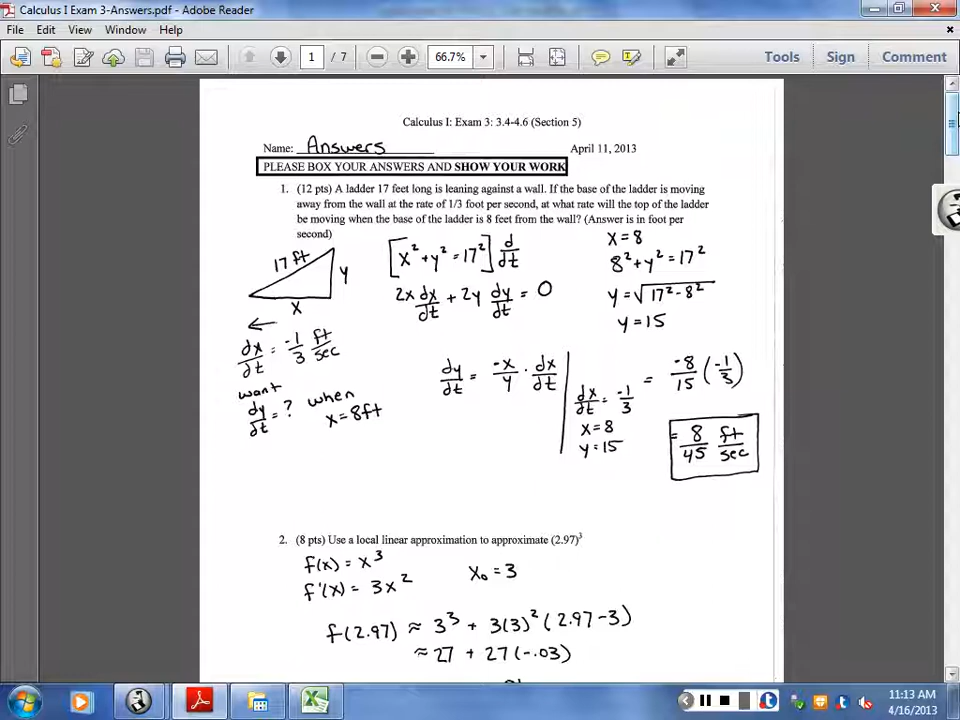 Calculus I Exam 3-Answers.pdf - Adobe Reader
File Edit View Window Help
1 / 7 66.7% Tools Sign Comment
Calculus I: Exam 3: 3.4-4.6 (Section 5)
Name: Answers April 11, 2013
PLEASE BOX YOUR ANSWERS AND SHOW YOUR WORK
1. (12 pts) A ladder 17 feet long is leaning against a wall. If the base of the ladder is moving
away from the wall at the rate of 1/3 foot per second, at what rate will the top of the ladder
be moving when the base of the ladder is 8 feet from the wall? (Answer is in foot per
second)
17 ft
y
x
dx/dt = -1/3 ft/sec
want
dy/dt = ? when
x = 8ft
[x² + y² = 17²] d/dt
2x dx/dt + 2y dy/dt = 0
dy/dt = -x/y · dx/dt
dx/dt = -1/3
x = 8
y = 15
x = 8
8² + y² = 17²
y = √17² - 8²
y = 15
= -8/15 (-1/3)
= 8/45 ft/sec
2. (8 pts) Use a local linear approximation to approximate (2.97)³
f(x) = x³
f'(x) = 3x²
x₀ = 3
f(2.97) ≈ 3³ + 3(3)² (2.97 - 3)
≈ 27 + 27(-.03)
11:13 AM
4/16/2013